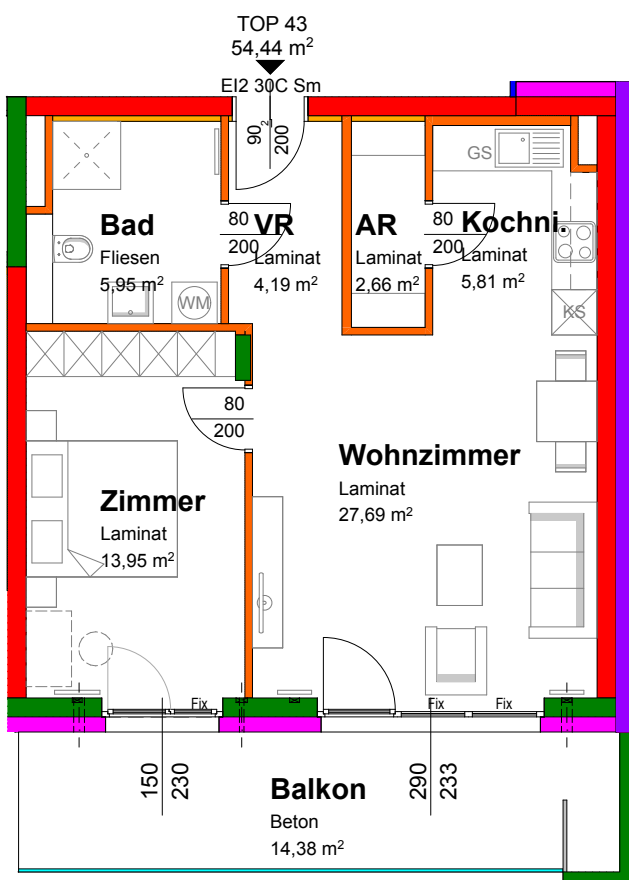 TOP 43
54,44 m²
EI2 30C Sm
90 2
200
GS
Bad
Fliesen
5,95 m²
80
200
VR
Laminat
4,19 m²
AR
Laminat
2,66 m²
80
200
Kochni.
Laminat
5,81 m²
WM
KS
80
200
Wohnzimmer
Laminat
27,69 m²
Zimmer
Laminat
13,95 m²
Fix
Fix
Fix
150
230
290
233
Balkon
Beton
14,38 m²